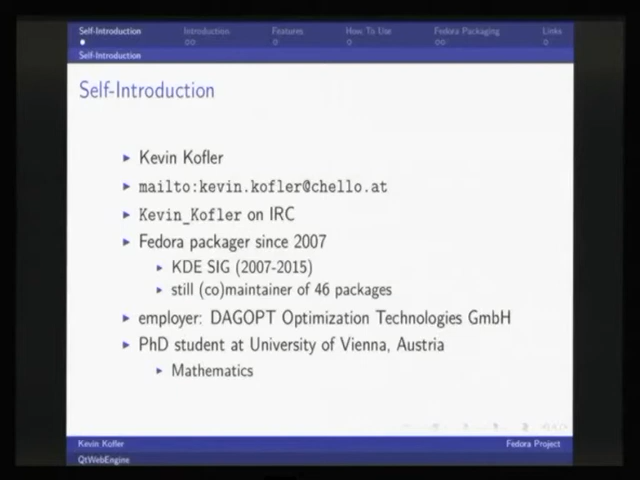 Self-Introduction Introduction Features How To Use Fedora Packaging Links
Self-Introduction
Self-Introduction
Kevin Kofler
mailto:kevin.kofler@chello.at
Kevin_Kofler on IRC
Fedora packager since 2007
KDE SIG (2007-2015)
still (co)maintainer of 46 packages
employer: DAGOPT Optimization Technologies GmbH
PhD student at University of Vienna, Austria
Mathematics
Kevin Kofler Fedora Project
QtWebEngine